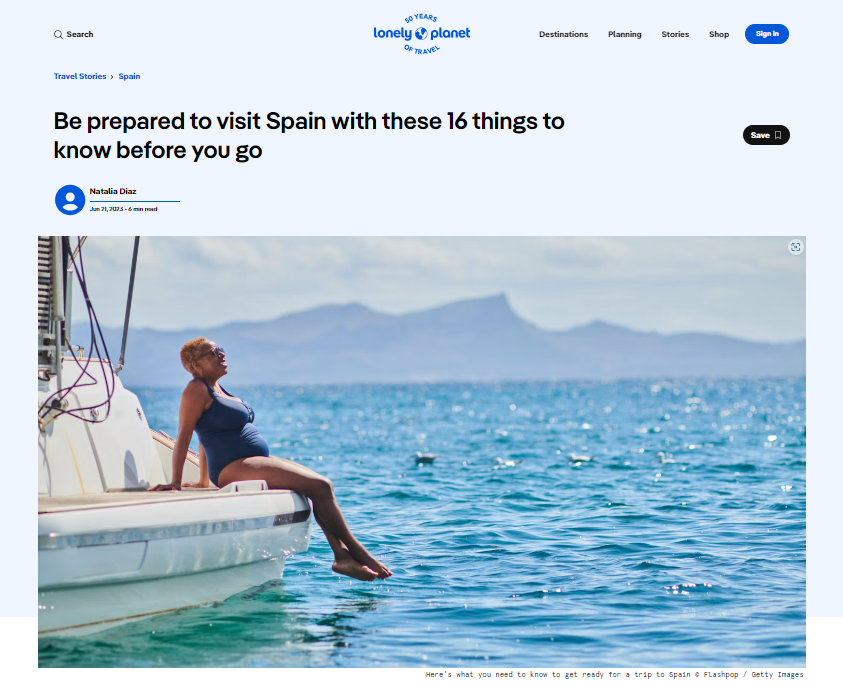 Search
50 YEARS
lonely planet
OF TRAVEL
Destinations
Planning
Stories
Shop
Sign in
Travel Stories › Spain
Be prepared to visit Spain with these 16 things to
know before you go
Save
Natalia Diaz
Jun 21, 2023 • 6 min read
Here's what you need to know to get ready for a trip to Spain © Flashpop / Getty Images